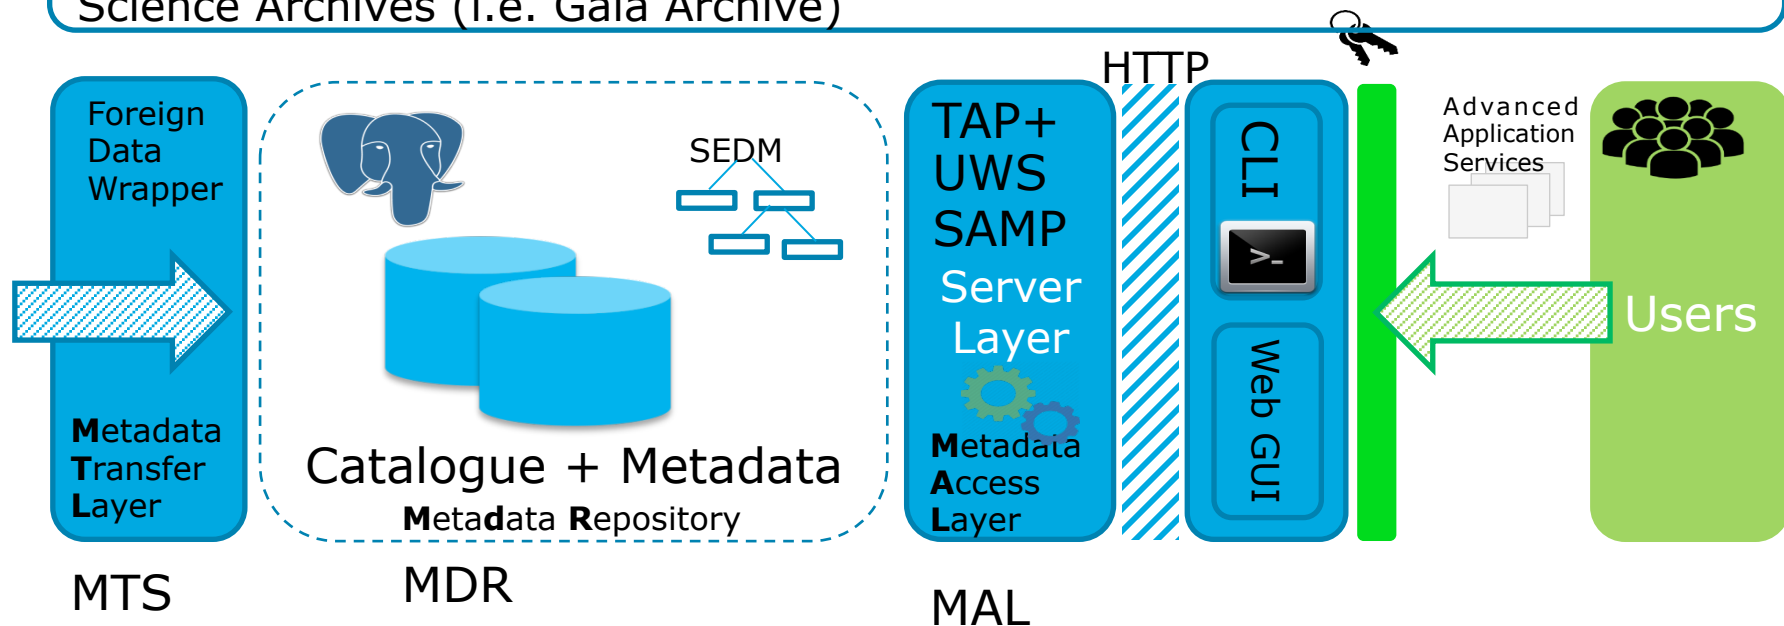 Science Archives (i.e. Gaia Archive)
HTTP
Foreign
Data
Wrapper
Metadata
Transfer
Layer
MTS
SEDM
Catalogue + Metadata
Metadata Repository
MDR
TAP+
UWS
SAMP
Server
Layer
Metadata
Access
Layer
MAL
CLI
>_
Web GUI
Advanced
Application
Services
Users